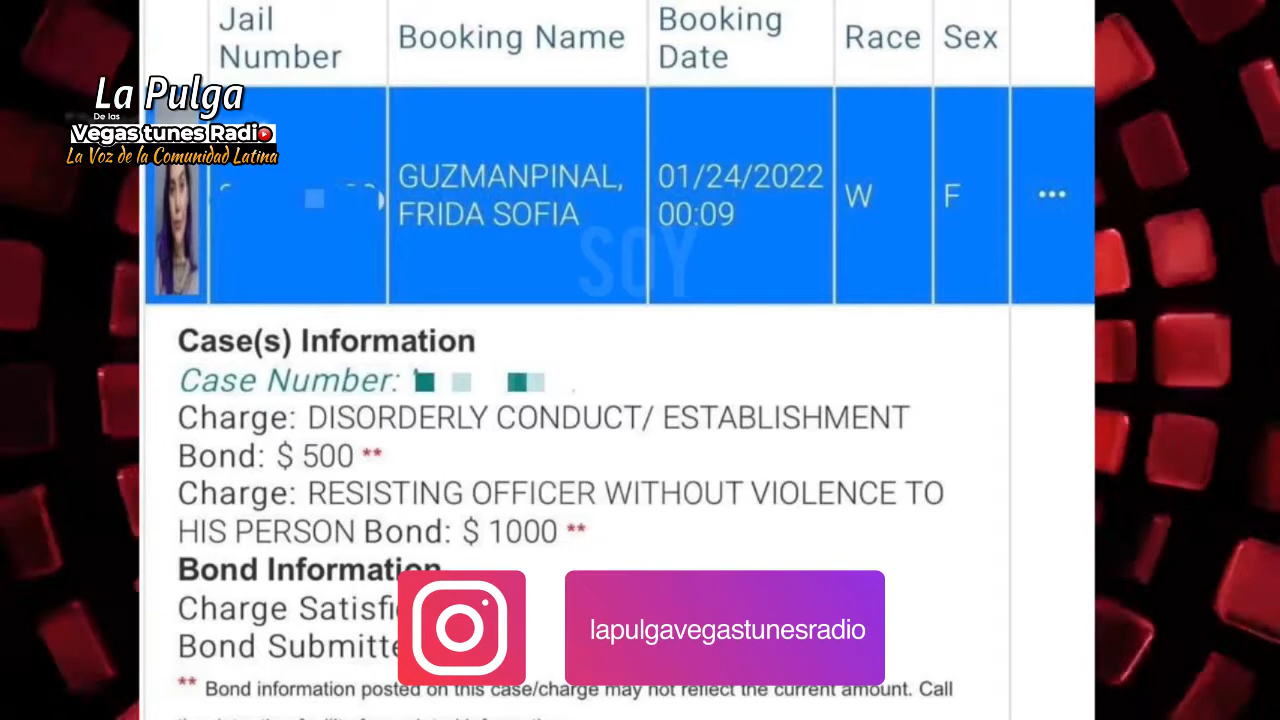 Jail
Number
Booking Name
Booking
Date
Race
Sex
La Pulga
De las
Vegas tunes Radio
La Voz de la Comunidad Latina
GUZMANPINAL,
FRIDA SOFIA
01/24/2022
00:09
W
F
•••
SOY
Case(s) Information
Case Number:
Charge: DISORDERLY CONDUCT/ ESTABLISHMENT
Bond: $ 500 **
Charge: RESISTING OFFICER WITHOUT VIOLENCE TO
HIS PERSON Bond: $ 1000 **
Bond Information
Charge
Bond
lapulgavegastunesradio
** Bond information posted on this case/charge may not reflect the current amount. Call